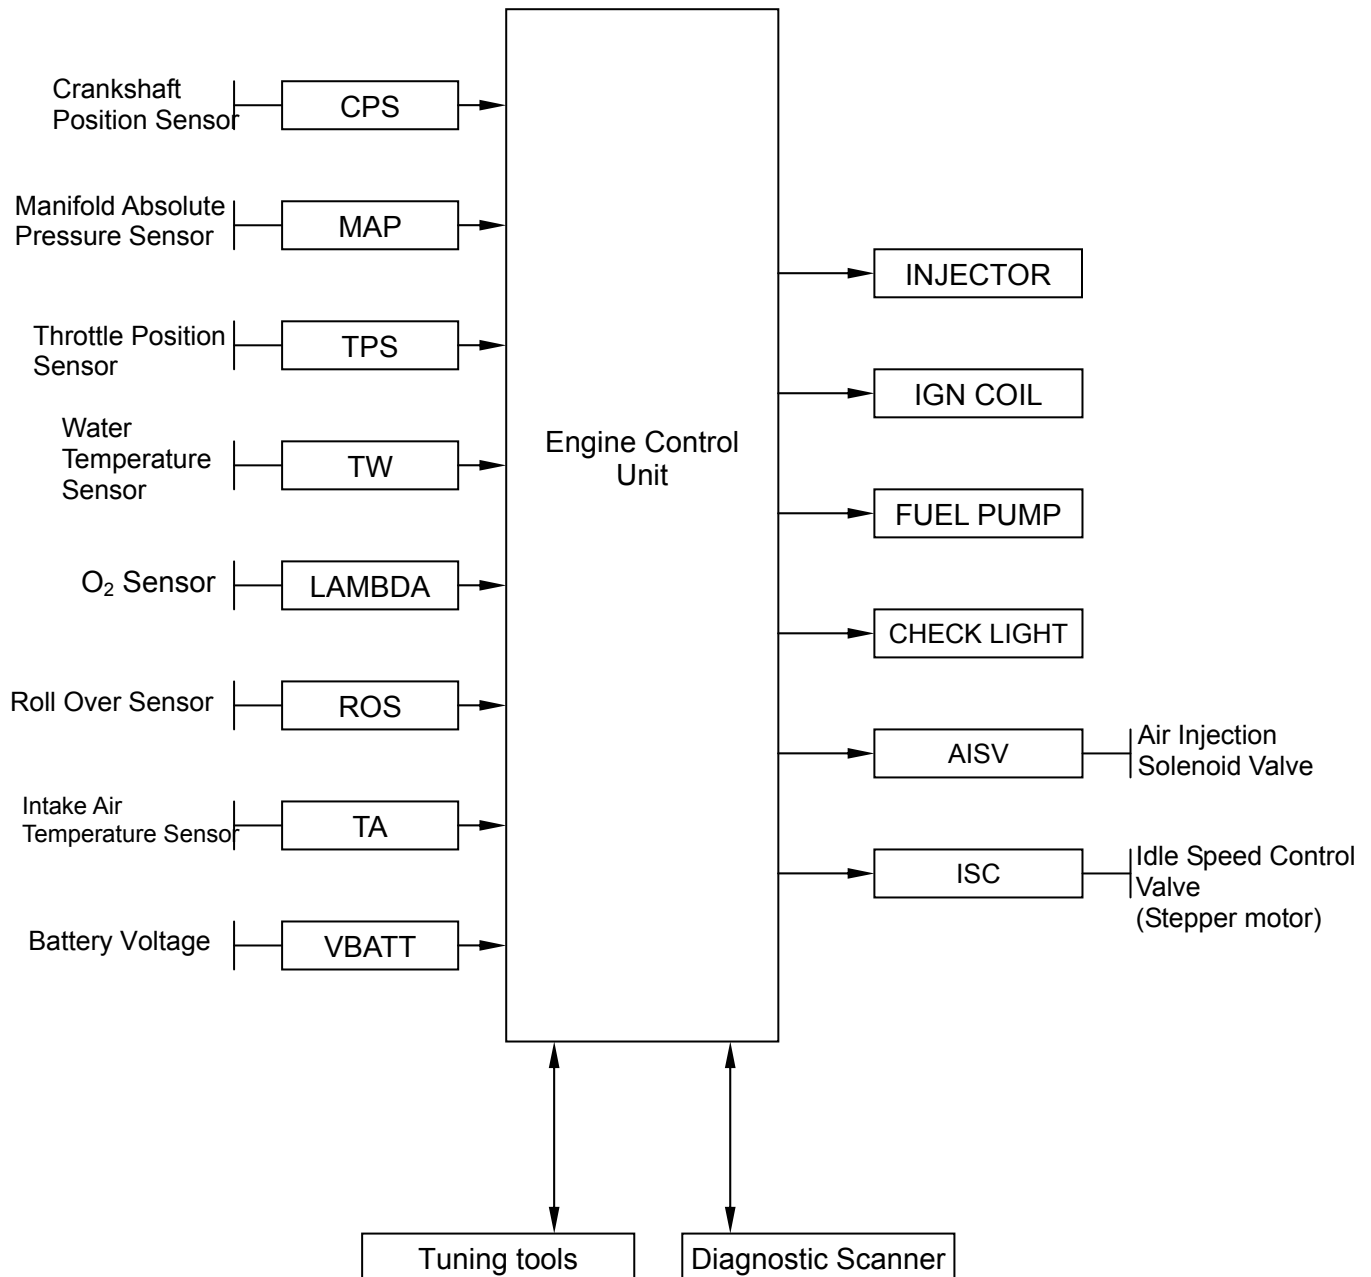 Crankshaft
Position Sensor
CPS
Manifold Absolute
Pressure Sensor
MAP
Throttle Position
Sensor
TPS
Water
Temperature
Sensor
TW
O₂ Sensor
LAMBDA
Roll Over Sensor
ROS
Intake Air
Temperature Sensor
TA
Battery Voltage
VBATT
Engine Control
Unit
INJECTOR
IGN COIL
FUEL PUMP
CHECK LIGHT
AISV
Air Injection
Solenoid Valve
ISC
Idle Speed Control
Valve
(Stepper motor)
Tuning tools
Diagnostic Scanner